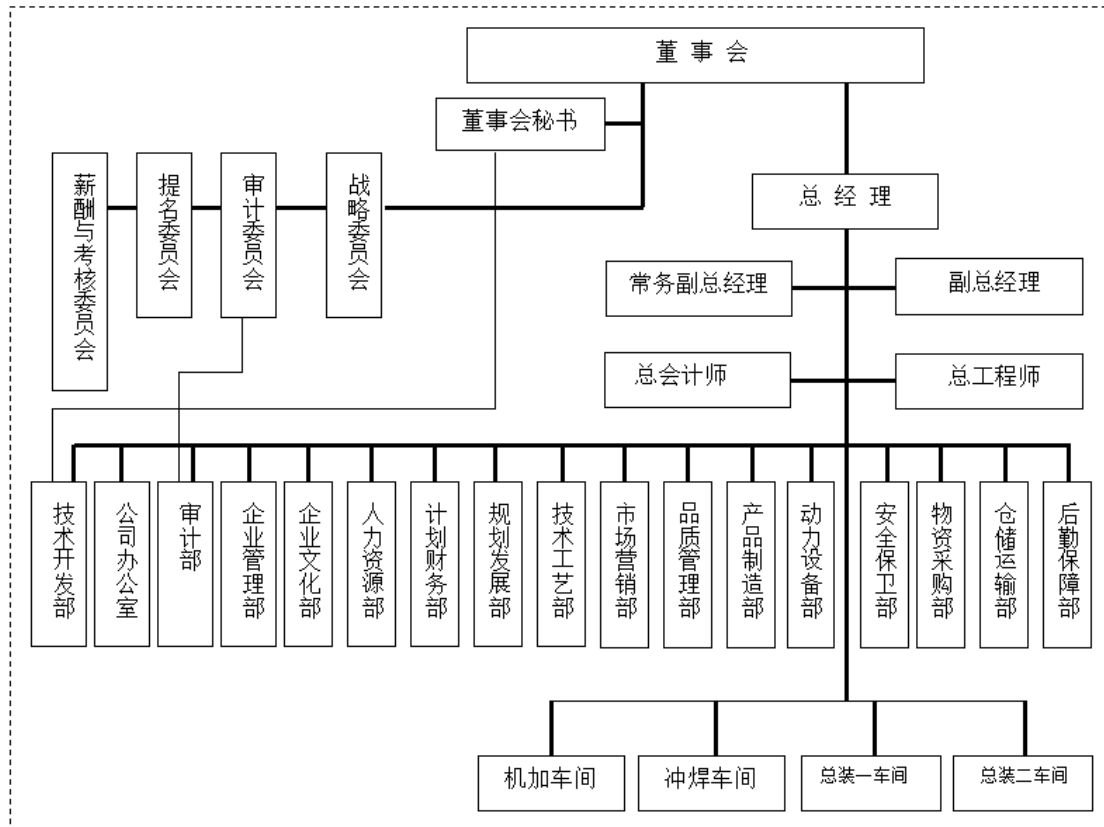 董 事 会
董事会秘书
薪酬与考核委员会
提名委员会
审计委员会
战略委员会
总 经 理
常务副总经理
副总经理
总会计师
总工程师
技术开发部
公司办公室
审计部
企业管理部
企业文化部
人力资源部
计划财务部
规划发展部
技术工艺部
市场营销部
品质管理部
产品制造部
动力设备部
安全保卫部
物资采购部
仓储运输部
后勤保障部
机加车间
冲焊车间
总装一车间
总装二车间